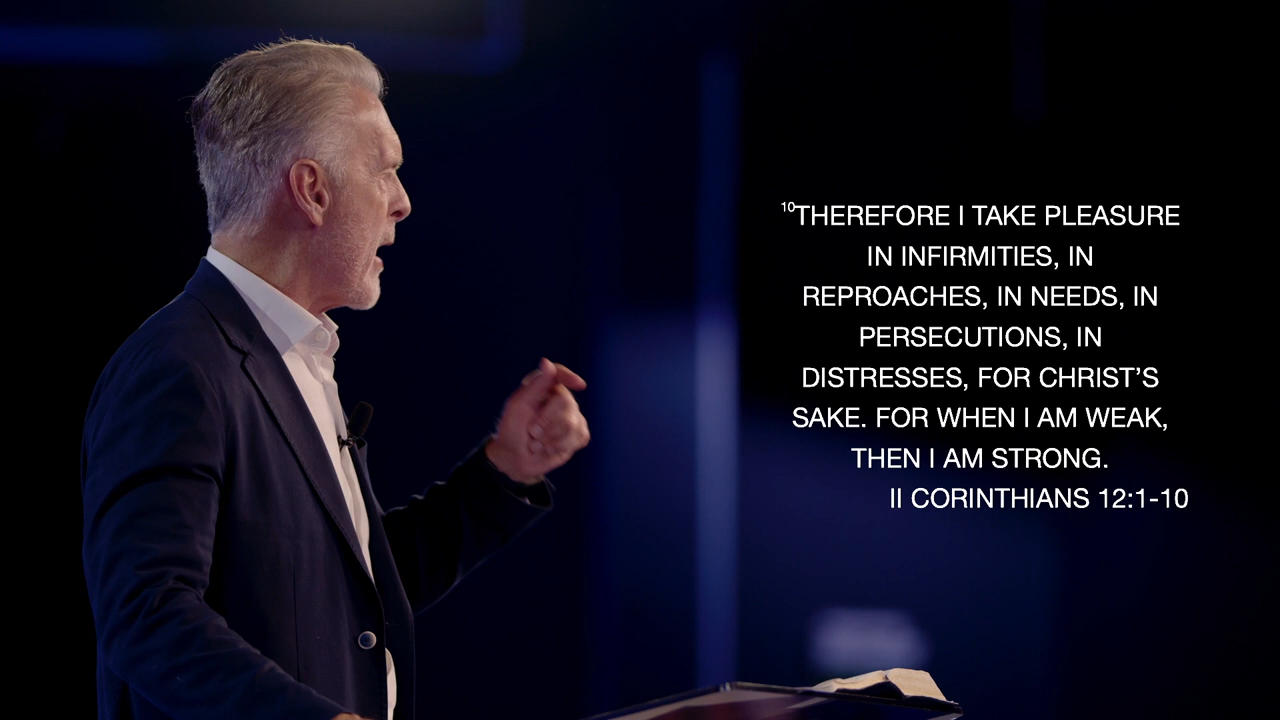 ¹⁰THEREFORE I TAKE PLEASURE
IN INFIRMITIES, IN
REPROACHES, IN NEEDS, IN
PERSECUTIONS, IN
DISTRESSES, FOR CHRIST’S
SAKE. FOR WHEN I AM WEAK,
THEN I AM STRONG.
II CORINTHIANS 12:1-10